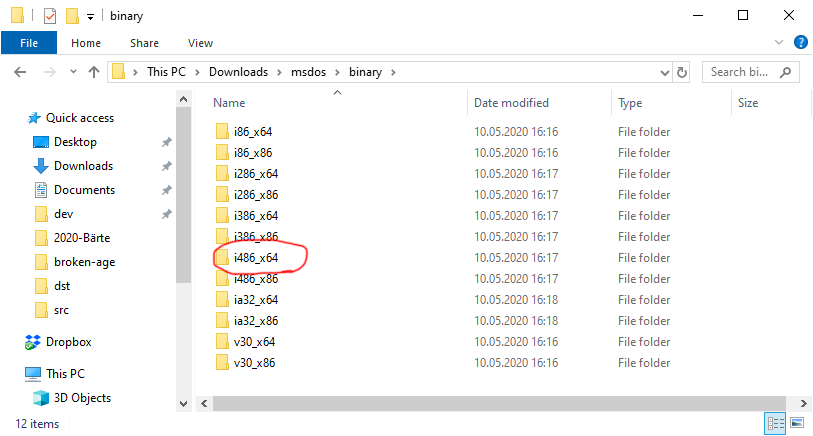 binary
File Home Share View
This PC Downloads msdos binary Search bi...
Name Date modified Type Size
Quick access
Desktop
Downloads
Documents
dev
2020-Bärte
broken-age
dst
src
Dropbox
This PC
3D Objects
i86_x64 10.05.2020 16:16 File folder
i86_x86 10.05.2020 16:16 File folder
i286_x64 10.05.2020 16:17 File folder
i286_x86 10.05.2020 16:17 File folder
i386_x64 10.05.2020 16:17 File folder
i386_x86 10.05.2020 16:17 File folder
i486_x64 10.05.2020 16:17 File folder
i486_x86 10.05.2020 16:17 File folder
ia32_x64 10.05.2020 16:18 File folder
ia32_x86 10.05.2020 16:18 File folder
v30_x64 10.05.2020 16:16 File folder
v30_x86 10.05.2020 16:16 File folder
12 items